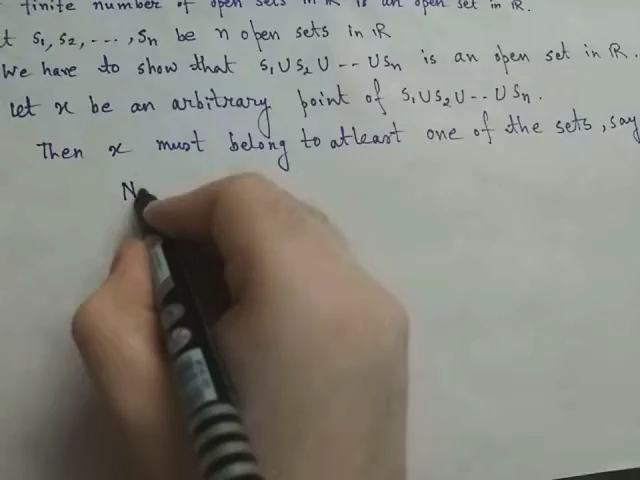 finite number of open sets in ℝ is an open set in ℝ.
t S₁, S₂, ..., Sₙ be n open sets in ℝ
We have to show that S₁ U S₂ U -- U Sₙ is an open set in ℝ.
Let x be an arbitrary point of S₁ U S₂ U -- U Sₙ.
Then x must belong to atleast one of the sets, say
N